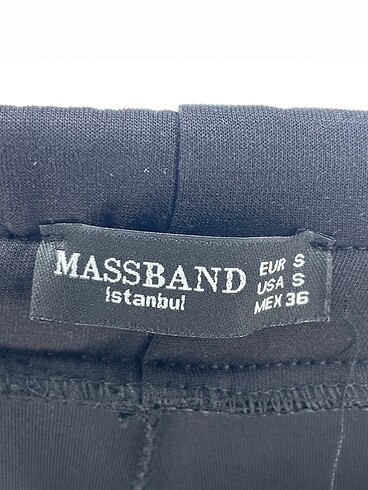 MASSBAND
İstanbul
EUR S
USA S
MEX 36